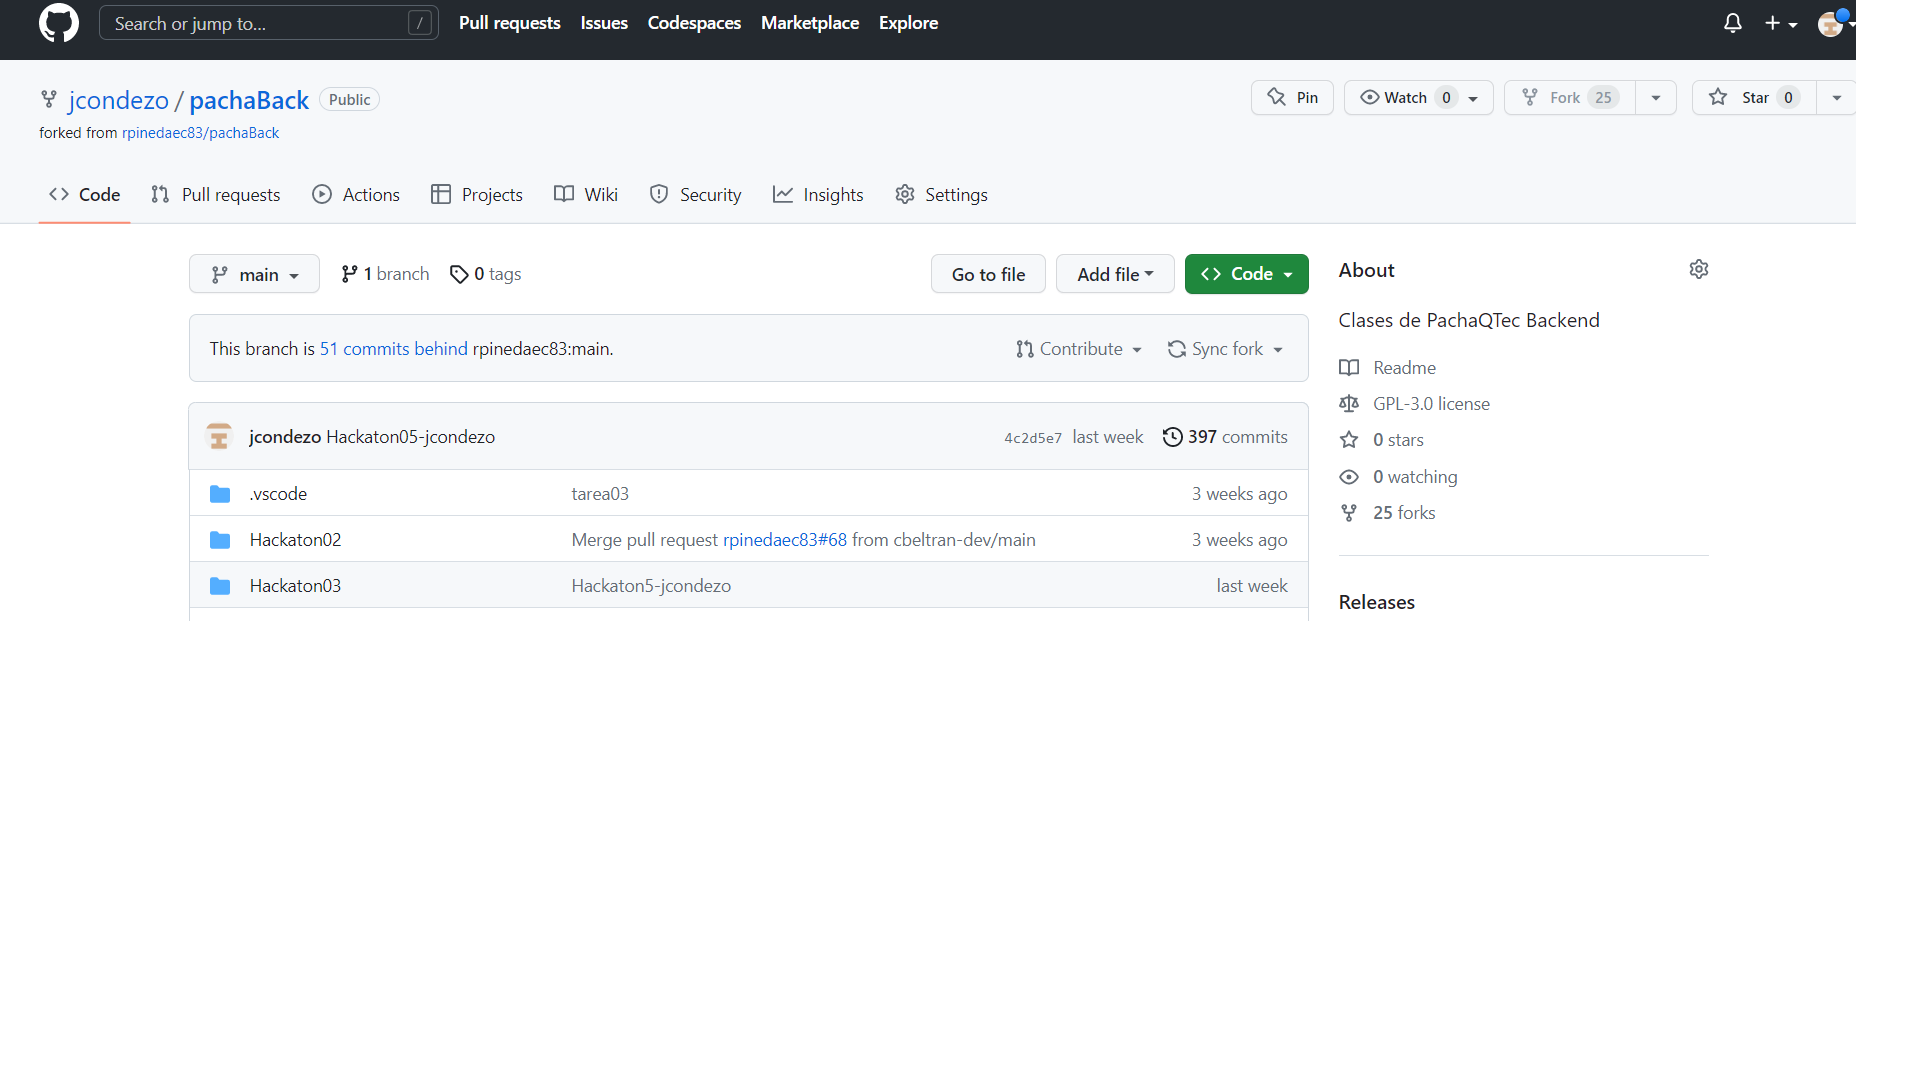 Search or jump to... / Pull requests Issues Codespaces Marketplace Explore
jcondezo / pachaBack Public Pin Watch 0 Fork 25 Star 0
forked from rpinedaec83/pachaBack
Code Pull requests Actions Projects Wiki Security Insights Settings
main 1 branch 0 tags Go to file Add file Code
About
Clases de PachaQTec Backend
This branch is 51 commits behind rpinedaec83:main. Contribute Sync fork
Readme
GPL-3.0 license
jcondezo Hackaton05-jcondezo 4c2d5e7 last week 397 commits
0 stars
0 watching
.vscode tarea03 3 weeks ago
25 forks
Hackaton02 Merge pull request rpinedaec83#68 from cbeltran-dev/main 3 weeks ago
Hackaton03 Hackaton5-jcondezo last week
Releases